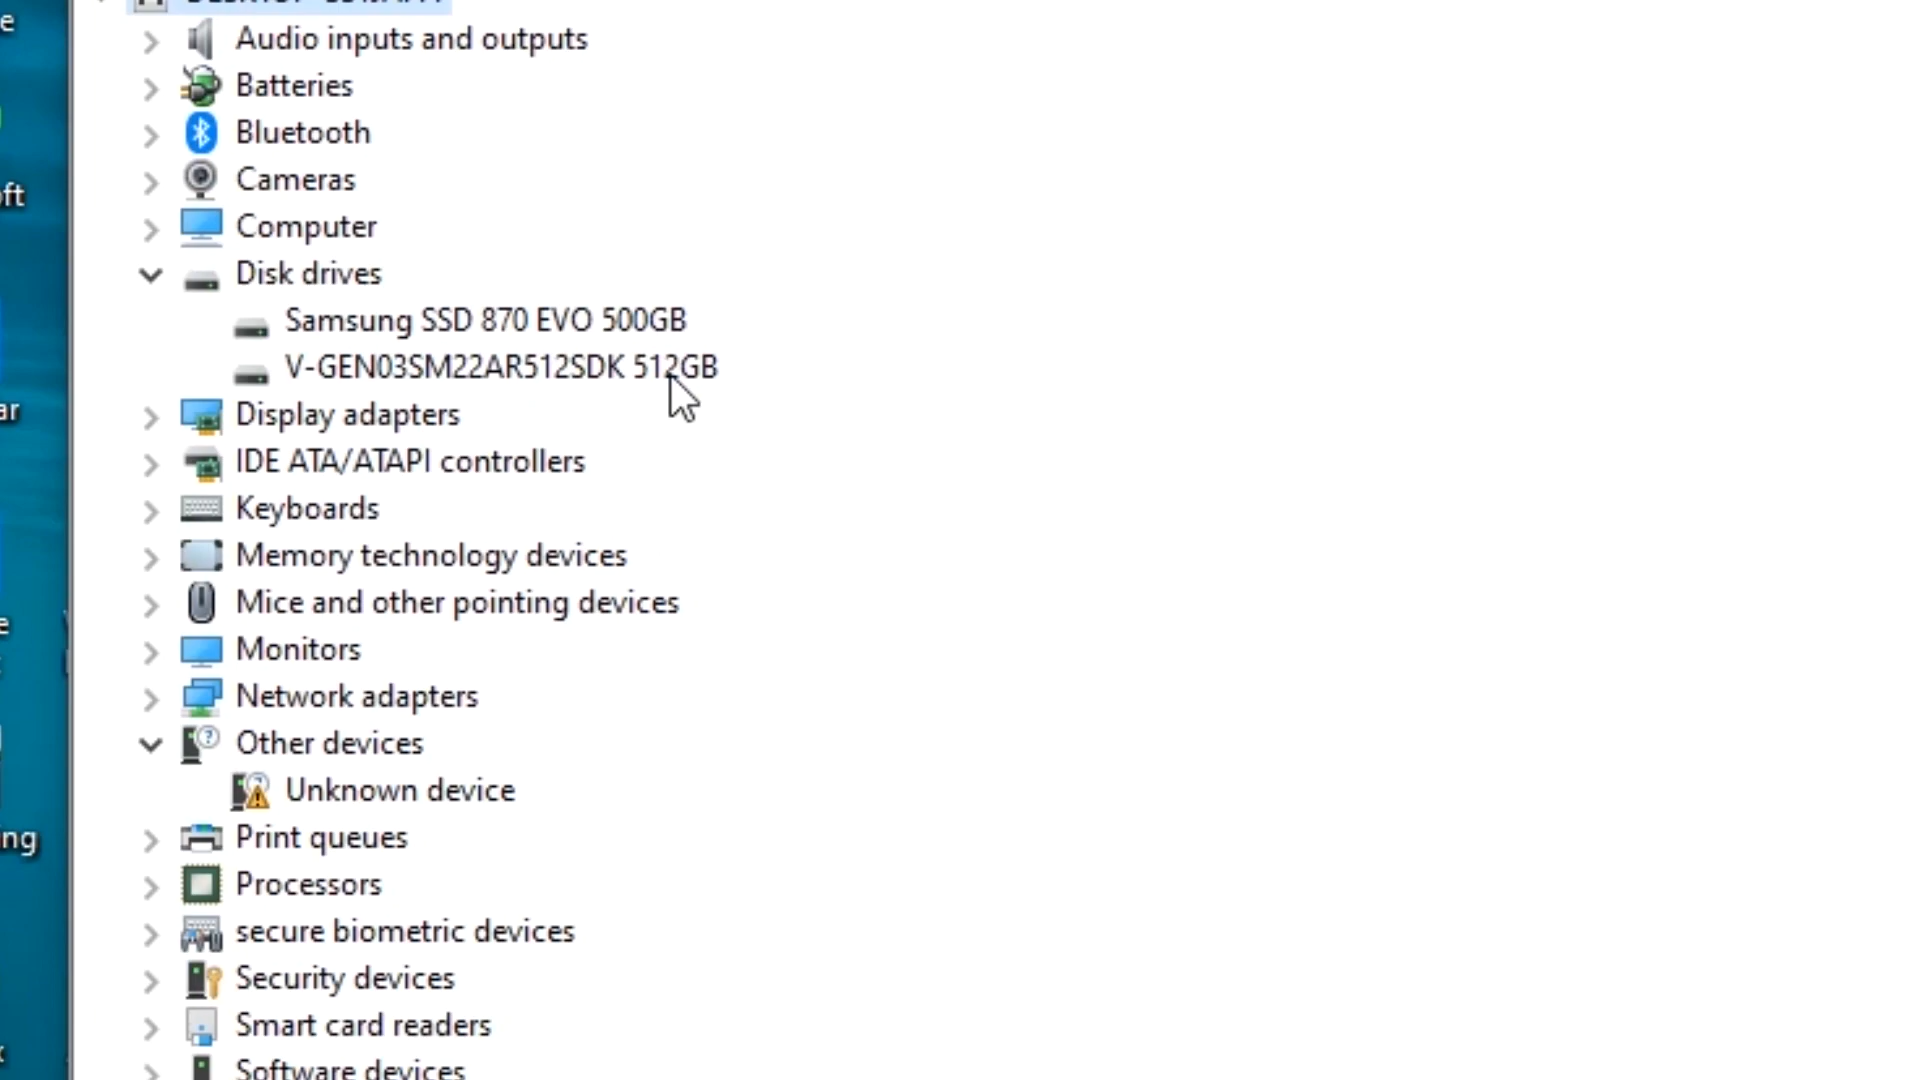 Audio inputs and outputs
Batteries
Bluetooth
Cameras
Computer
Disk drives
Samsung SSD 870 EVO 500GB
V-GEN03SM22AR512SDK 512GB
Display adapters
IDE ATA/ATAPI controllers
Keyboards
Memory technology devices
Mice and other pointing devices
Monitors
Network adapters
Other devices
Unknown device
Print queues
Processors
secure biometric devices
Security devices
Smart card readers
Software devices